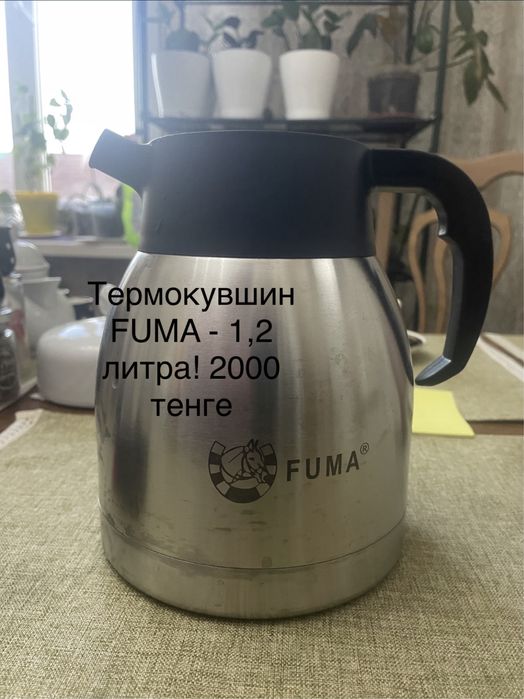 Термокувшин
FUMA - 1,2
литра! 2000
тенге
FUMA®